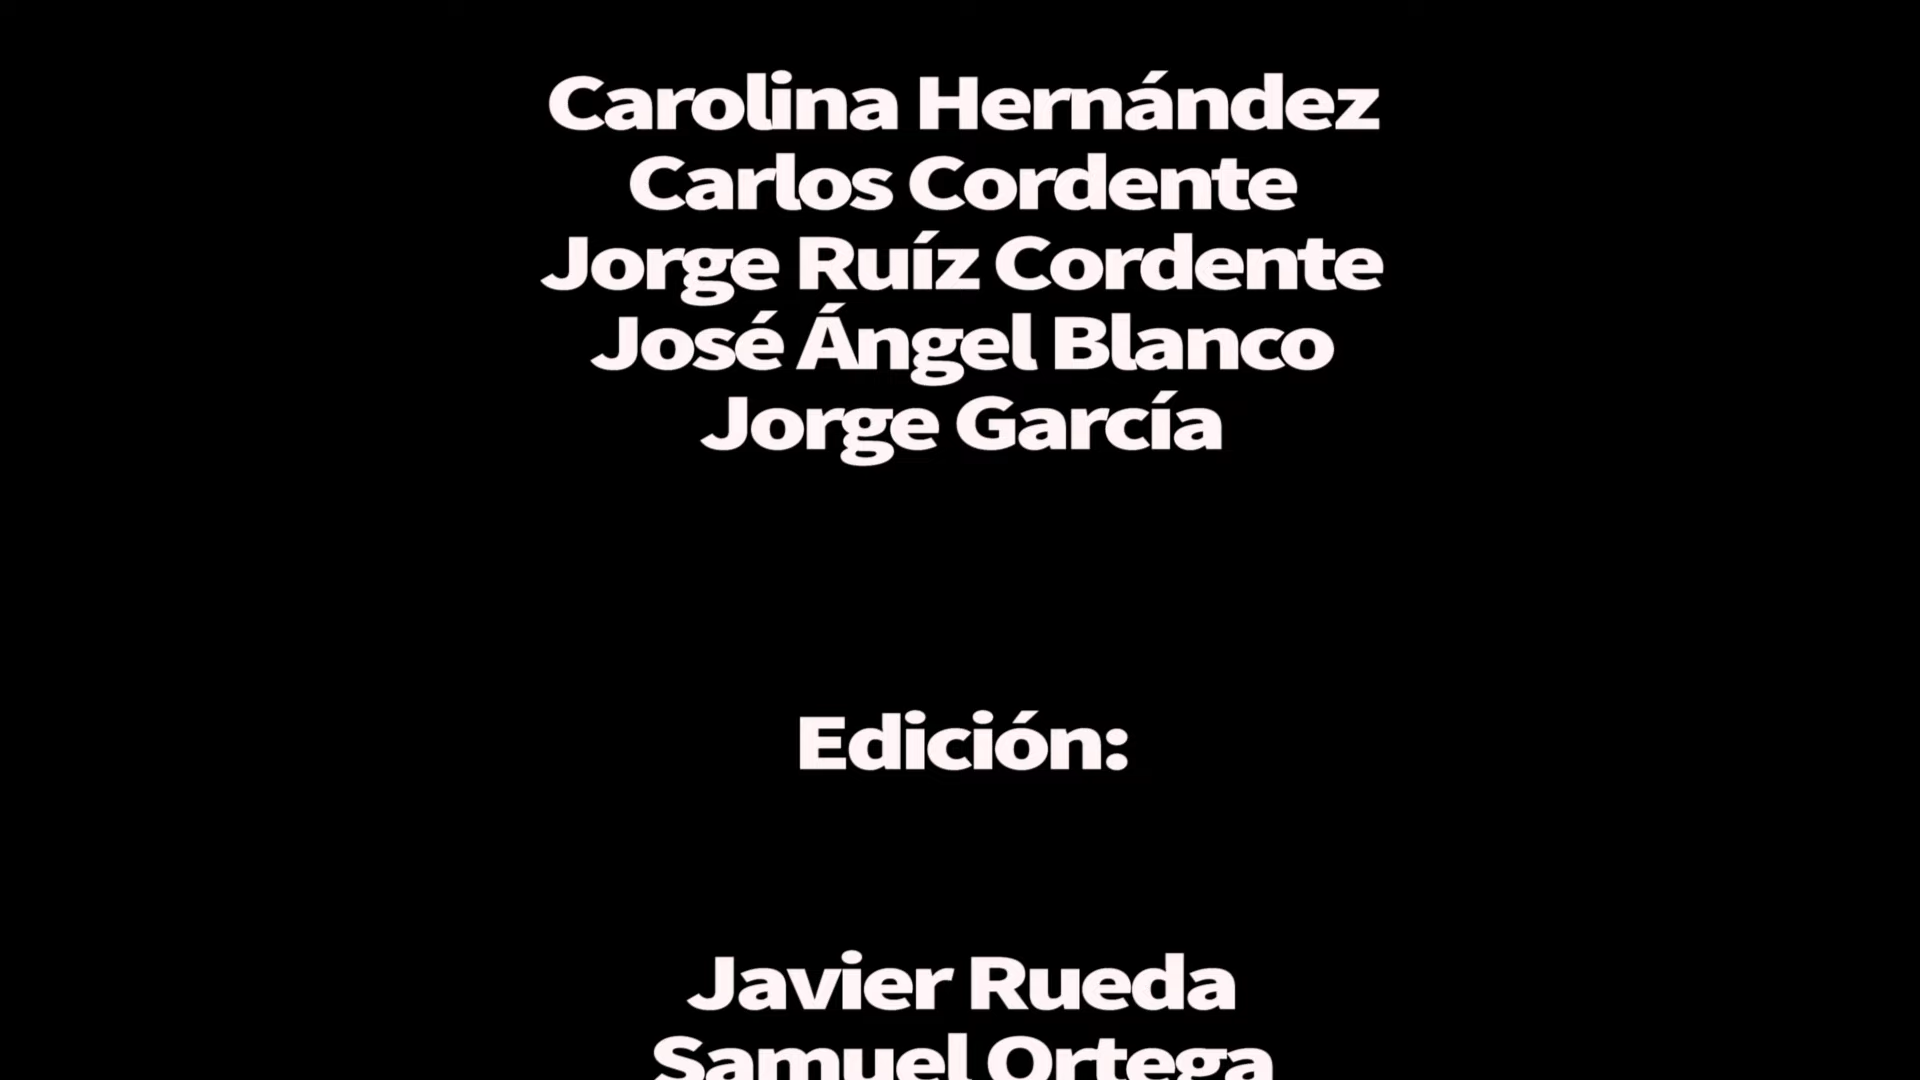 Carolina Hernández
Carlos Cordente
Jorge Ruíz Cordente
José Ángel Blanco
Jorge García
Edición:
Javier Rueda
Samuel Ortega